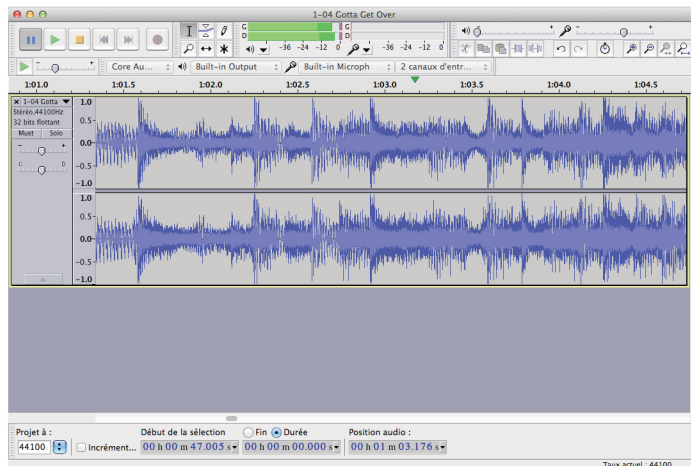 1-04 Gotta Get Over
G
D
-36 -24 -12 0
G
D
-36 -24 -12 0
- +
- +
- +
Core Au...
Built-in Output
Built-in Microph
2 canaux d'entr...
1:01.0 1:01.5 1:02.0 1:02.5 1:03.0 1:03.5 1:04.0 1:04.5
1-04 Gotta
Stéréo,44100Hz
32 bits flottant
Muet Solo
- +
G D
1.0
0.5-
0.0-
-0.5-
-1.0
1.0
0.5-
0.0-
-0.5-
-1.0
Projet à :
44100
Incrément...
Début de la sélection
Fin Durée
00 h 00 m 47.005 s
00 h 00 m 00.000 s
Position audio :
00 h 01 m 03.176 s
Taux actuel : 44100